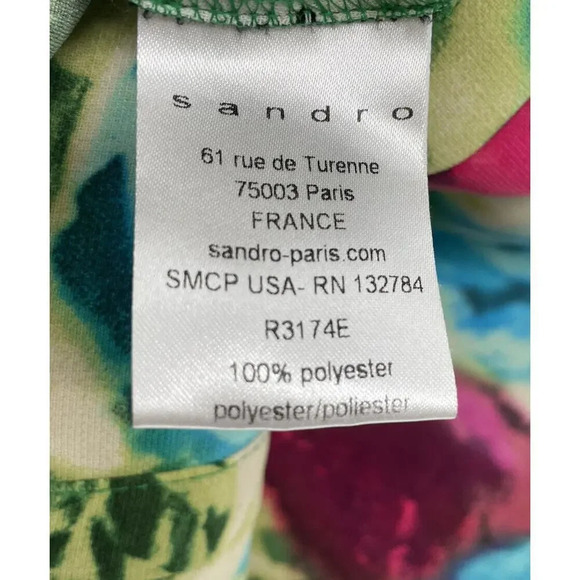 sandro
61 rue de Turenne
75003 Paris
FRANCE
sandro-paris.com
SMCP USA- RN 132784
R3174E
100% polyester
polyester/poliester